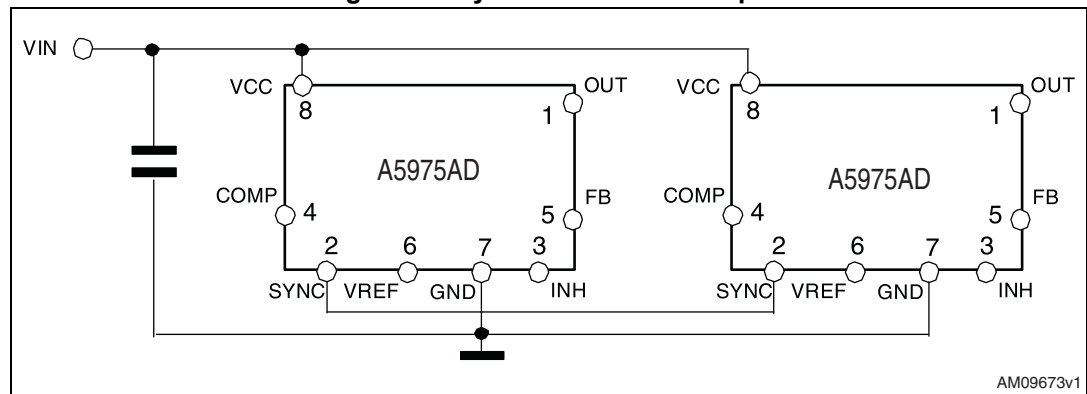 VIN
VCC
8
OUT
1
A5975AD
COMP
4
FB
5
2
6
7
3
SYNC
VREF
GND
INH
VCC
8
OUT
1
A5975AD
COMP
4
FB
5
2
6
7
3
SYNC
VREF
GND
INH
AM09673v1